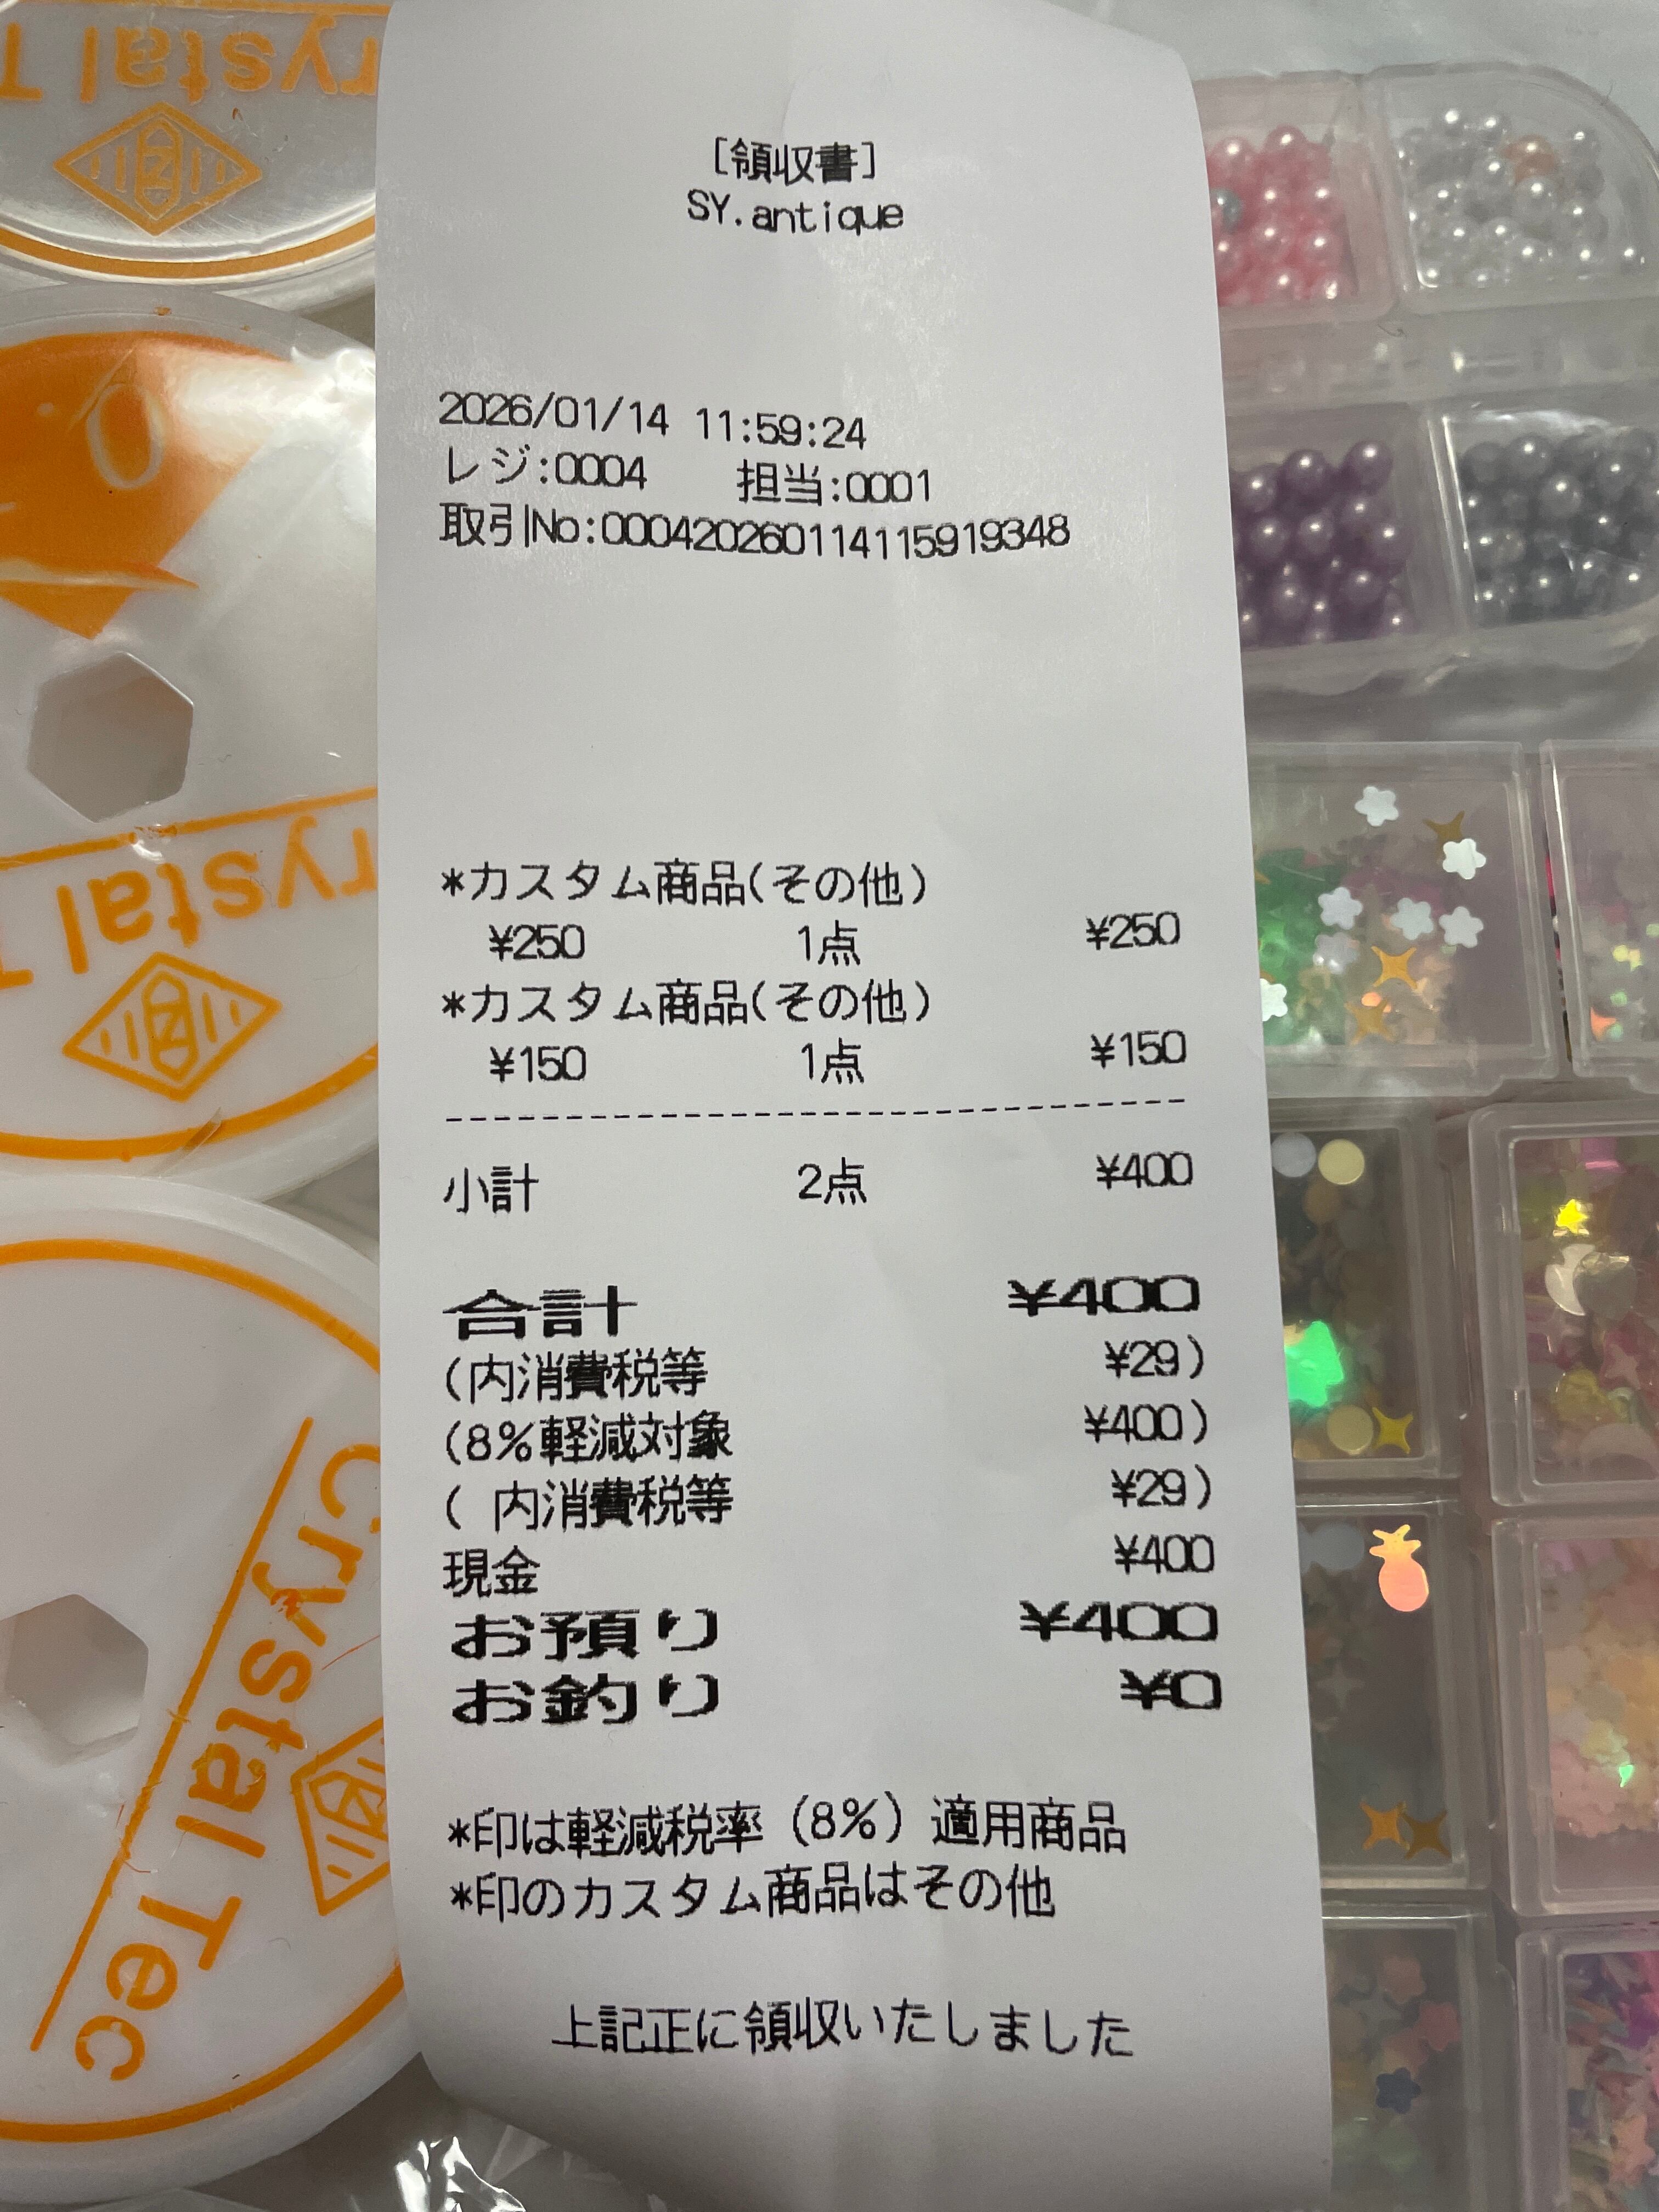 [領収書]
SY.antique
2026/01/14 11:59:24
レジ:0004 担当:0001
取引No:00042026011411591​9348
*カスタム商品(その他)
¥250 1点 ¥250
*カスタム商品(その他)
¥150 1点 ¥150
小計 2点 ¥400
合計 ¥400
(内消費税等 ¥29)
(8%軽減対象 ¥400)
( 内消費税等 ¥29)
現金 ¥400
お預り ¥400
お釣り ¥0
*印は軽減税率（8%）適用商品
*印のカスタム商品はその他
上記正に領収いたしました
rystal T
rystal T
Crystal Tec